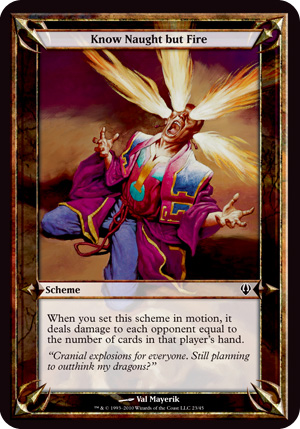 Know Naught but Fire
Scheme
When you set this scheme in motion, it
deals damage to each opponent equal to
the number of cards in that player's hand.
"Cranial explosions for everyone. Still planning
to outthink my dragons?"
Val Mayerik
™ & © 1993–2010 Wizards of the Coast LLC 23/45